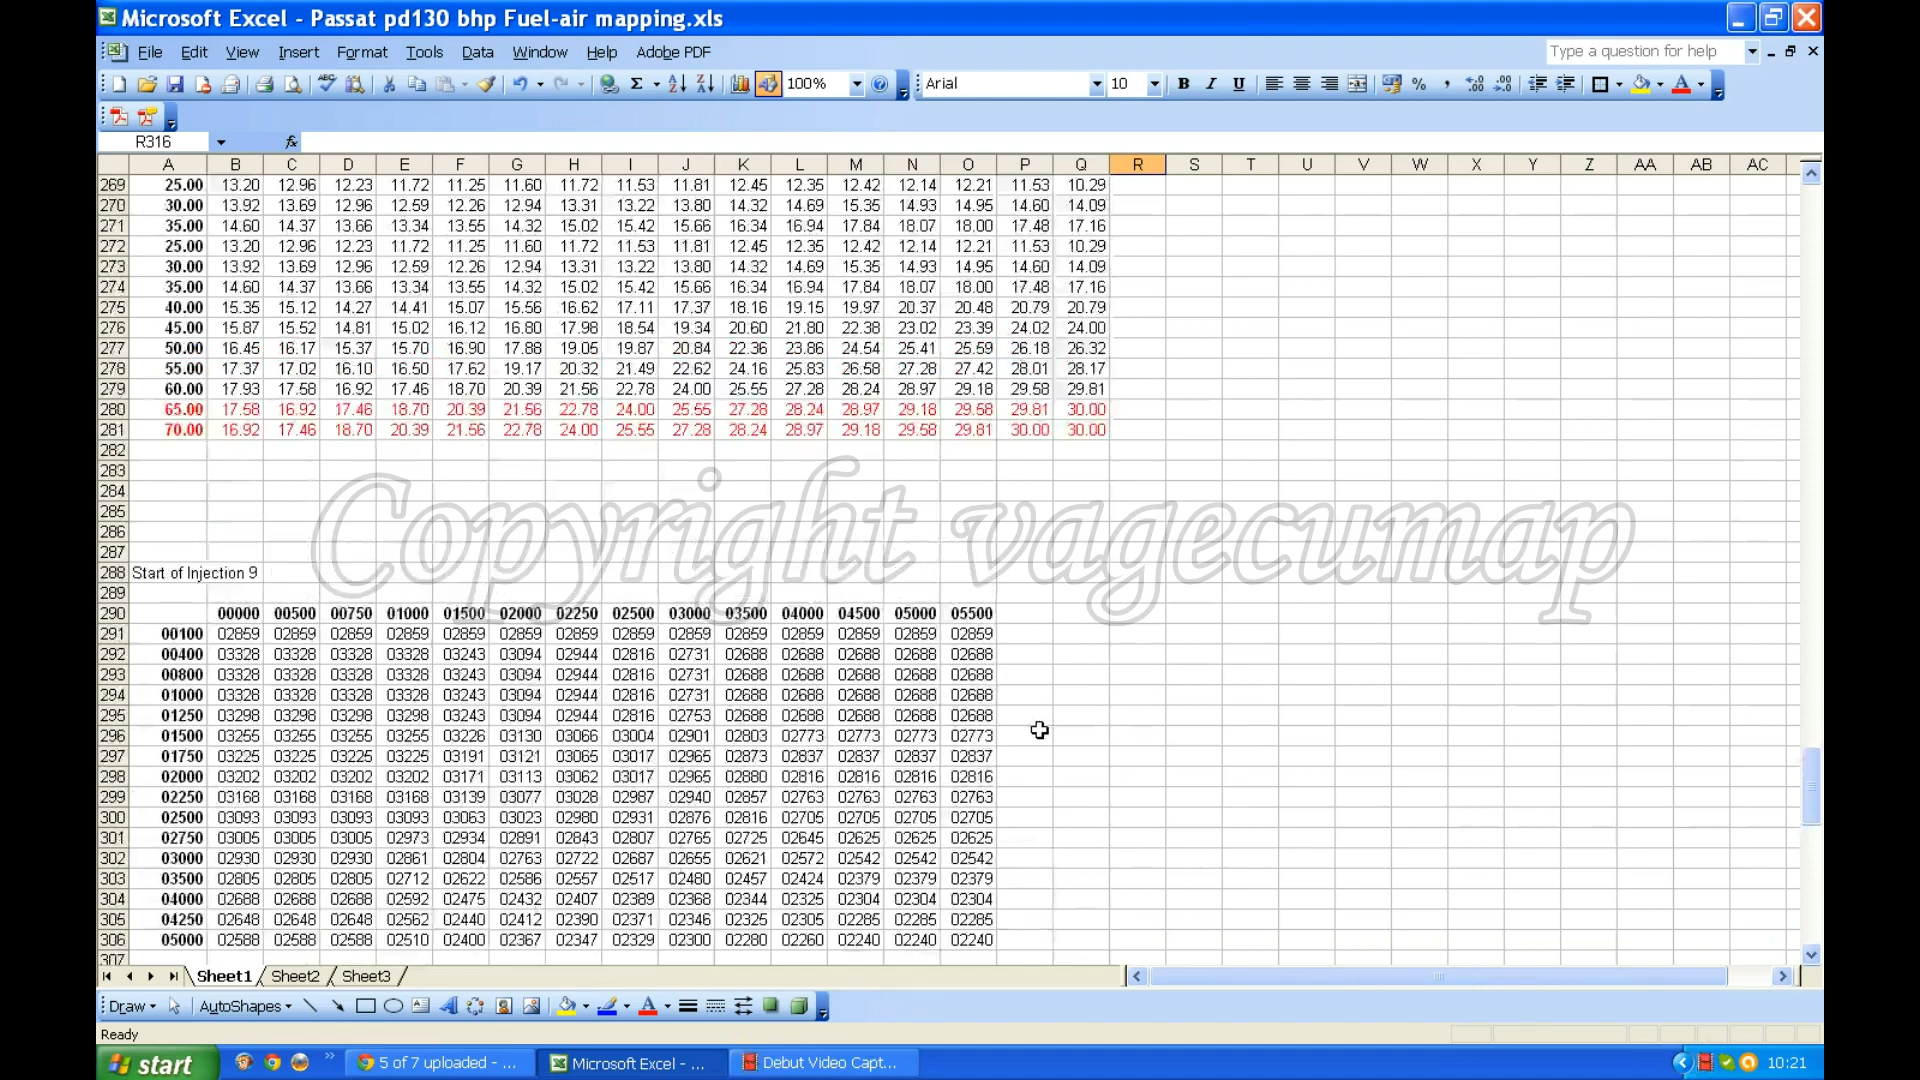 Microsoft Excel - Passat pd130 bhp Fuel-air mapping.xls
File Edit View Insert Format Tools Data Window Help Adobe PDF Type a question for help
100% Arial 10 B I U
R316 fx
A B C D E F G H I J K L M N O P Q R S T U V W X Y Z AA AB AC
269 25.00 13.20 12.96 12.23 11.72 11.25 11.60 11.72 11.53 11.81 12.45 12.35 12.42 12.14 12.21 11.53 10.29
270 30.00 13.92 13.69 12.96 12.59 12.26 12.94 13.31 13.22 13.80 14.32 14.69 15.35 14.93 14.95 14.60 14.09
271 35.00 14.60 14.37 13.66 13.34 13.55 14.32 15.02 15.42 15.66 16.34 16.94 17.84 18.07 18.00 17.48 17.16
272 25.00 13.20 12.96 12.23 11.72 11.25 11.60 11.72 11.53 11.81 12.45 12.35 12.42 12.14 12.21 11.53 10.29
273 30.00 13.92 13.69 12.96 12.59 12.26 12.94 13.31 13.22 13.80 14.32 14.69 15.35 14.93 14.95 14.60 14.09
274 35.00 14.60 14.37 13.66 13.34 13.55 14.32 15.02 15.42 15.66 16.34 16.94 17.84 18.07 18.00 17.48 17.16
275 40.00 15.35 15.12 14.27 14.41 15.07 15.56 16.62 17.11 17.37 18.16 19.15 19.97 20.37 20.48 20.79 20.79
276 45.00 15.87 15.52 14.81 15.02 16.12 16.80 17.98 18.54 19.34 20.60 21.80 22.38 23.02 23.39 24.02 24.00
277 50.00 16.45 16.17 15.37 15.70 16.90 17.88 19.05 19.87 20.84 22.36 23.86 24.54 25.41 25.59 26.18 26.32
278 55.00 17.37 17.02 16.10 16.50 17.62 19.17 20.32 21.49 22.62 24.16 25.83 26.58 27.28 27.42 28.01 28.17
279 60.00 17.93 17.58 16.92 17.46 18.70 20.39 21.56 22.78 24.00 25.55 27.28 28.24 28.97 29.18 29.58 29.81
280 65.00 17.58 16.92 17.46 18.70 20.39 21.56 22.78 24.00 25.55 27.28 28.24 28.97 29.18 29.58 29.81 30.00
281 70.00 16.92 17.46 18.70 20.39 21.56 22.78 24.00 25.55 27.28 28.24 28.97 29.18 29.58 29.81 30.00 30.00
282
283
284
285
286
Copyright vagecumap
287
288 Start of Injection 9
289
290 00000 00500 00750 01000 01500 02000 02250 02500 03000 03500 04000 04500 05000 05500
291 00100 02859 02859 02859 02859 02859 02859 02859 02859 02859 02859 02859 02859 02859 02859
292 00400 03328 03328 03328 03328 03243 03094 02944 02816 02731 02688 02688 02688 02688 02688
293 00800 03328 03328 03328 03328 03243 03094 02944 02816 02731 02688 02688 02688 02688 02688
294 01000 03328 03328 03328 03328 03243 03094 02944 02816 02731 02688 02688 02688 02688 02688
295 01250 03298 03298 03298 03298 03243 03094 02944 02816 02753 02688 02688 02688 02688 02688
296 01500 03255 03255 03255 03255 03226 03130 03066 03004 02901 02803 02773 02773 02773 02773
297 01750 03225 03225 03225 03225 03191 03121 03065 03017 02965 02873 02837 02837 02837 02837
298 02000 03202 03202 03202 03202 03171 03113 03062 03017 02965 02880 02816 02816 02816 02816
299 02250 03168 03168 03168 03168 03139 03077 03028 02987 02940 02857 02763 02763 02763 02763
300 02500 03093 03093 03093 03093 03063 03023 02980 02931 02876 02816 02705 02705 02705 02705
301 02750 03005 03005 03005 02973 02934 02891 02843 02807 02765 02725 02645 02625 02625 02625
302 03000 02930 02930 02930 02861 02804 02763 02722 02687 02655 02621 02572 02542 02542 02542
303 03500 02805 02805 02805 02712 02622 02586 02557 02517 02480 02457 02424 02379 02379 02379
304 04000 02688 02688 02688 02592 02475 02432 02407 02389 02368 02344 02325 02304 02304 02304
305 04250 02648 02648 02648 02562 02440 02412 02390 02371 02346 02325 02305 02285 02285 02285
306 05000 02588 02588 02588 02510 02400 02367 02347 02329 02300 02280 02260 02240 02240 02240
307
Sheet1 Sheet2 Sheet3
Draw AutoShapes
Ready
start 5 of 7 uploaded - ... Microsoft Excel - ... Debut Video Capt... 10:21